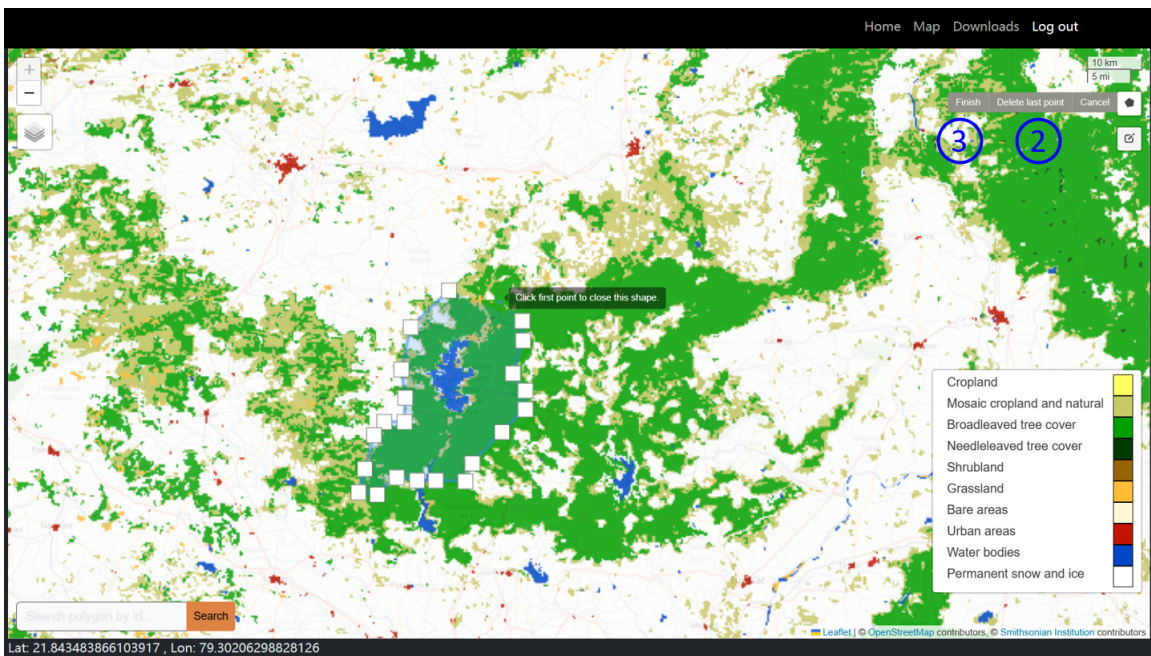 Home Map Downloads Log out
+
−
10 km
5 mi
Finish Delete last point Cancel
3 2
Click first point to close this shape.
Cropland
Mosaic cropland and natural
Broadleaved tree cover
Needleleaved tree cover
Shrubland
Grassland
Bare areas
Urban areas
Water bodies
Permanent snow and ice
Search polygon by id... Search
Leaflet | © OpenStreetMap contributors, © Smithsonian Institution contributors
Lat: 21.843483866103917 , Lon: 79.30206298828126